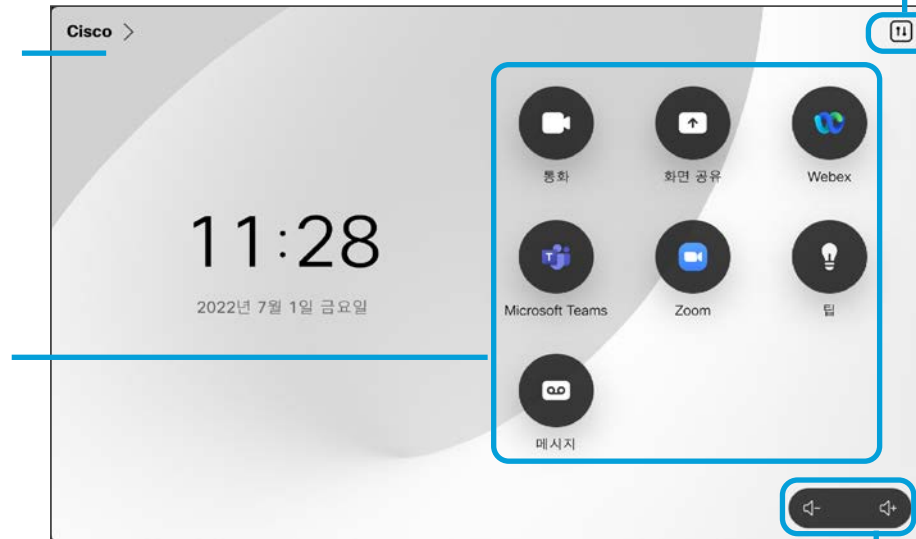 Cisco
11:28
2022년 7월 1일 금요일
통화
화면 공유
Webex
Microsoft Teams
Zoom
팁
메시지